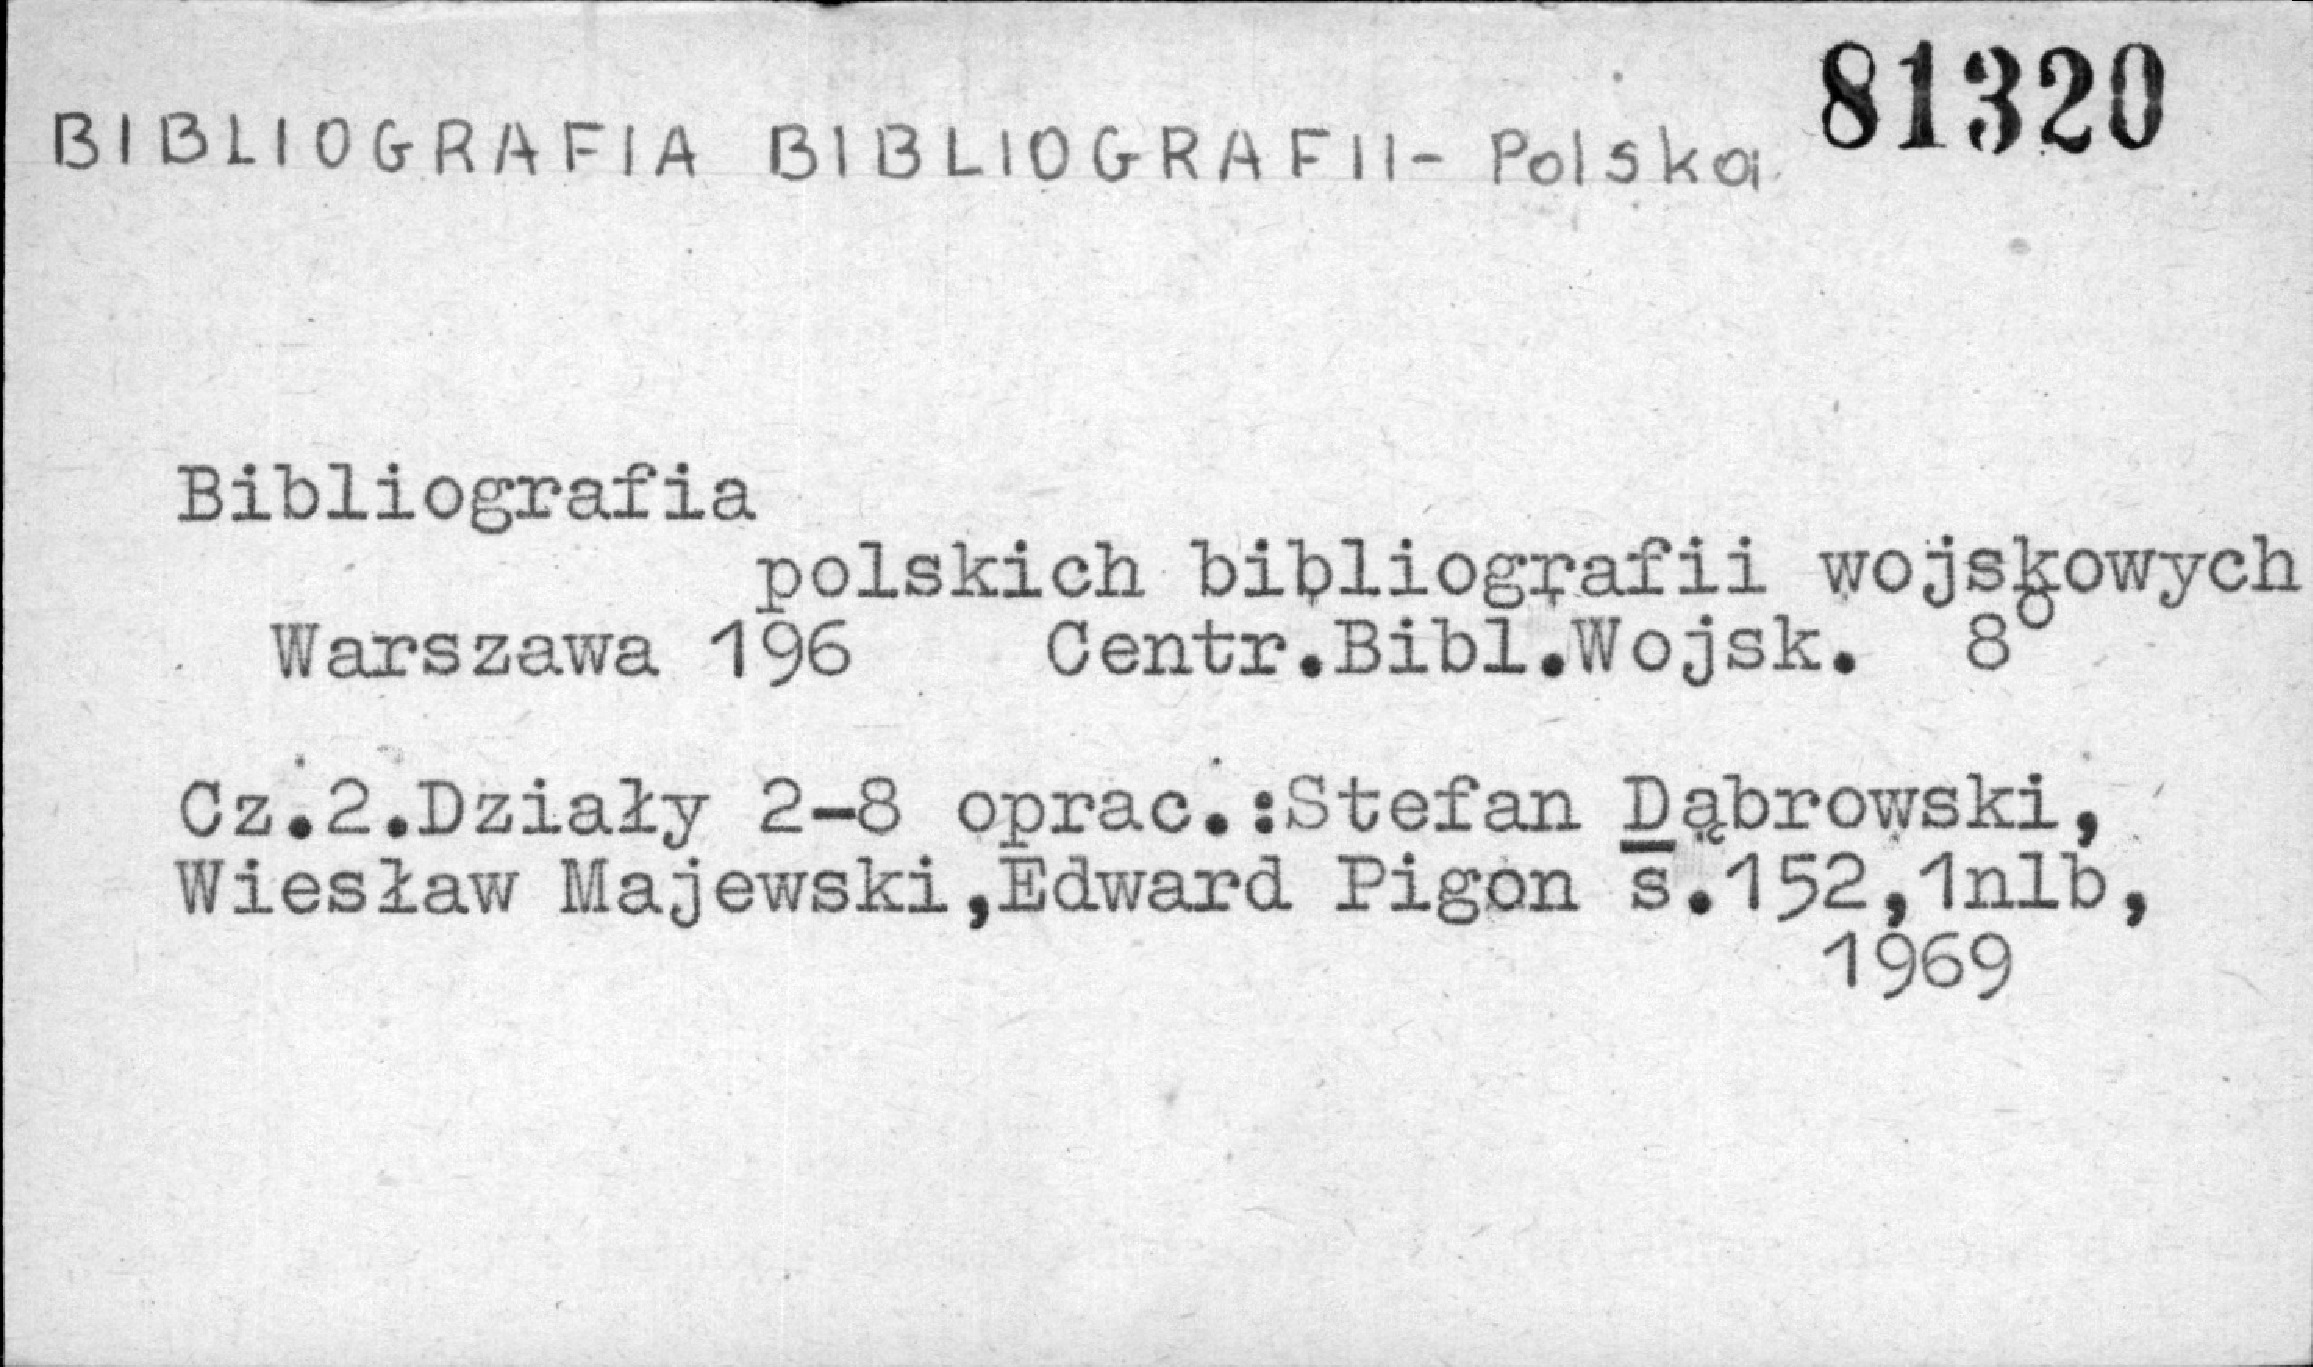 81320
BIBLIOGRAFIA BIBLIOGRAFII- Polska
Bibliografia
polskich bibliografii wojskowych
Warszawa 196 Centr.Bibl.Wojsk. 8°
Cz.2.Działy 2-8 oprac.:Stefan Dąbrowski,
Wiesław Majewski,Edward Pigon s.152,1nlb,
1969